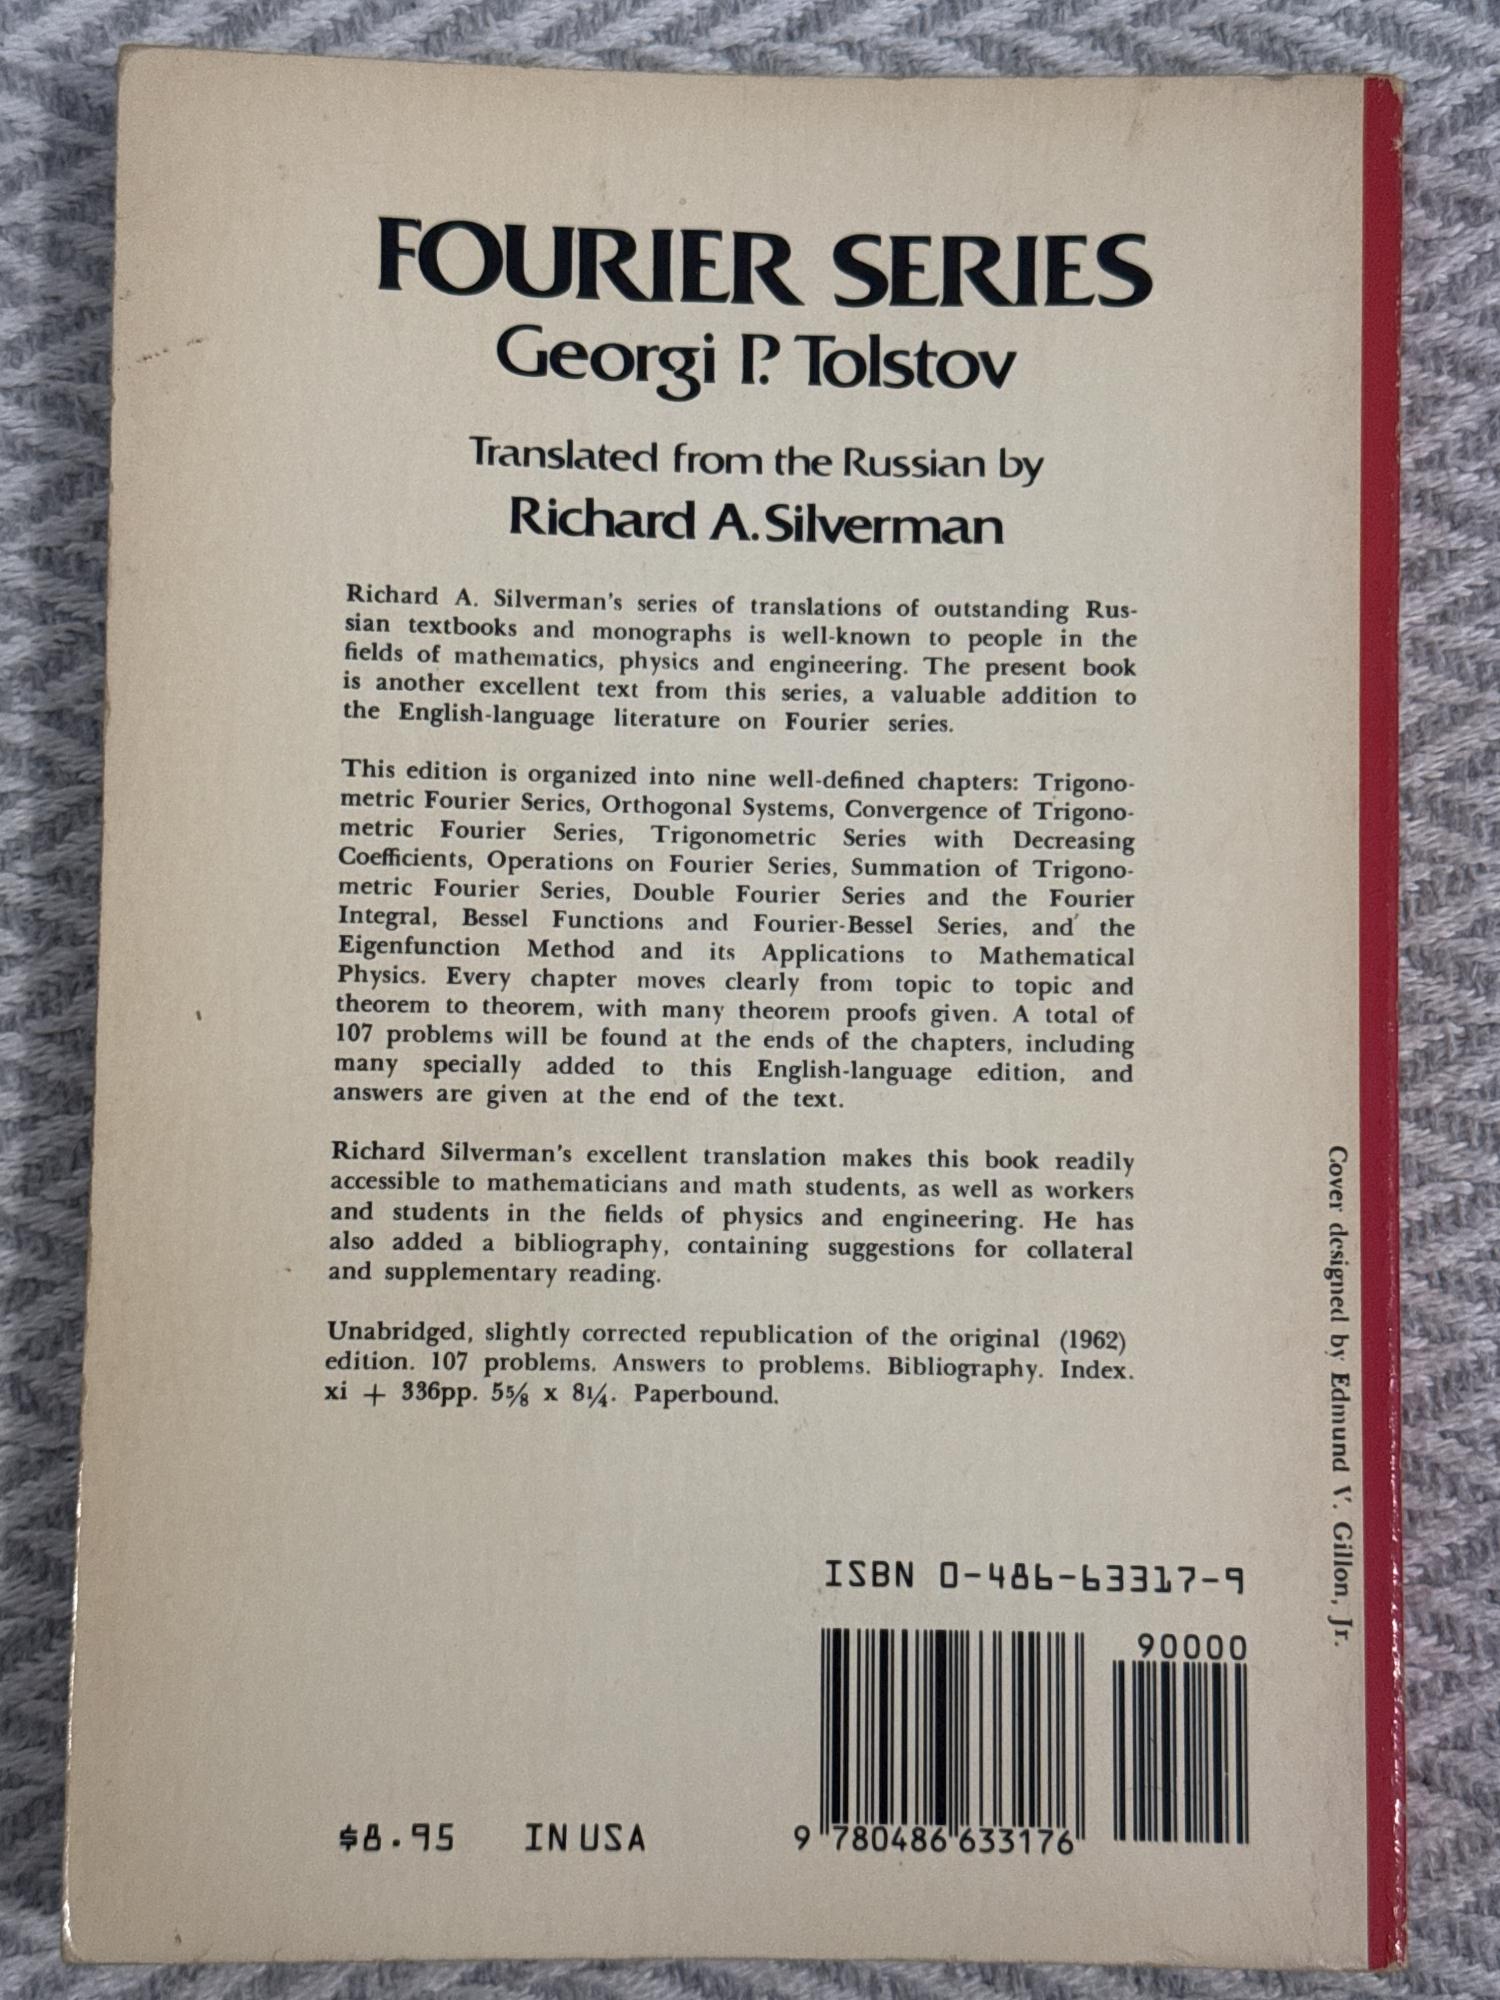 FOURIER SERIES
Georgi P. Tolstov
Translated from the Russian by
Richard A. Silverman
Richard A. Silverman's series of translations of outstanding Rus-
sian textbooks and monographs is well-known to people in the
fields of mathematics, physics and engineering. The present book
is another excellent text from this series, a valuable addition to
the English-language literature on Fourier series.
This edition is organized into nine well-defined chapters: Trigono-
metric Fourier Series, Orthogonal Systems, Convergence of Trigono-
metric Fourier Series, Trigonometric Series with Decreasing
Coefficients, Operations on Fourier Series, Summation of Trigono-
metric Fourier Series, Double Fourier Series and the Fourier
Integral, Bessel Functions and Fourier-Bessel Series, and the
Eigenfunction Method and its Applications to Mathematical
Physics. Every chapter moves clearly from topic to topic and
theorem to theorem, with many theorem proofs given. A total of
107 problems will be found at the ends of the chapters, including
many specially added to this English-language edition, and
answers are given at the end of the text.
Richard Silverman's excellent translation makes this book readily
accessible to mathematicians and math students, as well as workers
and students in the fields of physics and engineering. He has
also added a bibliography, containing suggestions for collateral
and supplementary reading.
Unabridged, slightly corrected republication of the original (1962)
edition. 107 problems. Answers to problems. Bibliography. Index.
xi + 336pp. 5⅝ x 8¼. Paperbound.
Cover designed by Edmund V. Gillon, Jr.
ISBN 0-486-63317-9
90000
9 780486 633176
$8.95 IN USA